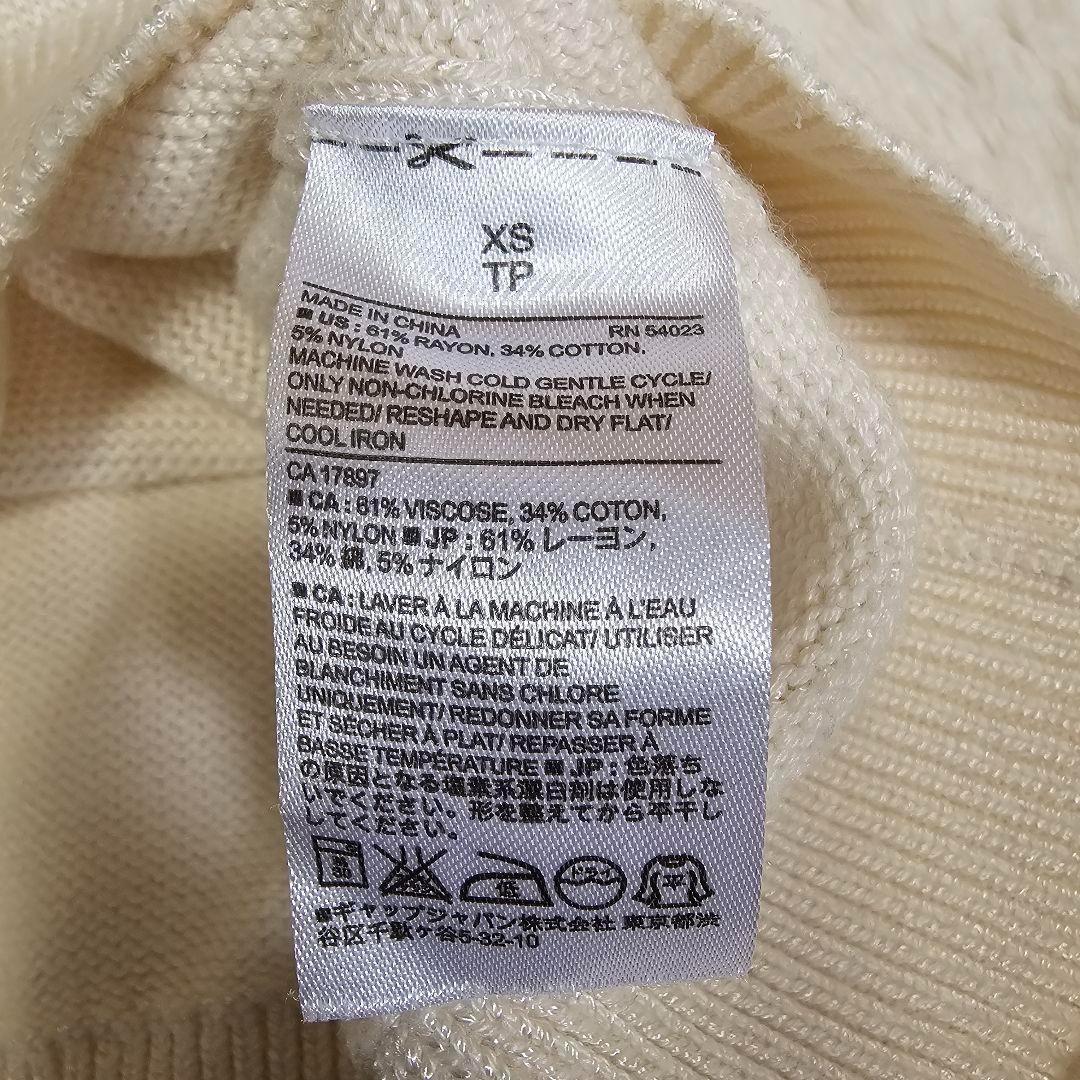 XS
TP
MADE IN CHINA RN 54023
■ US : 61% RAYON, 34% COTTON,
5% NYLON
MACHINE WASH COLD GENTLE CYCLE/
ONLY NON-CHLORINE BLEACH WHEN
NEEDED/ RESHAPE AND DRY FLAT/
COOL IRON
CA 17897
■ CA : 61% VISCOSE, 34% COTON,
5% NYLON ■ JP : 61% レーヨン,
34% 綿, 5% ナイロン
■ CA : LAVER À LA MACHINE À L'EAU
FROIDE AU CYCLE DÉLICAT/ UTILISER
AU BESOIN UN AGENT DE
BLANCHIMENT SANS CHLORE
UNIQUEMENT/ REDONNER SA FORME
ET SÉCHER À PLAT/ REPASSER À
BASSE TEMPÉRATURE ■ JP : 色落ち
の原因となる塩素系漂白剤は使用しな
いでください。形を整えてから平干し
してください。
30 低 ドライ 平
■ギャップジャパン株式会社 東京都渋
谷区千駄ヶ谷5-32-10